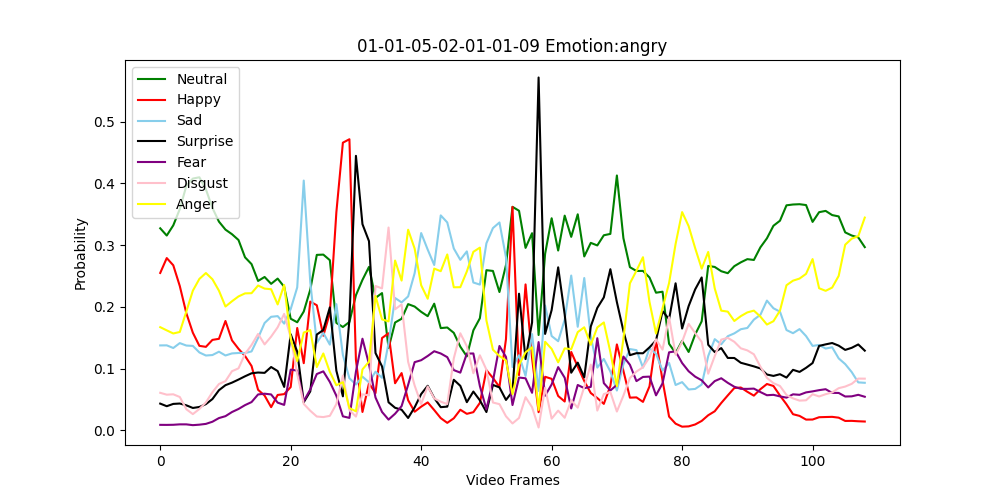 01-01-05-02-01-01-09 Emotion:angry
Neutral
Happy
Sad
Surprise
Fear
Disgust
Anger
Probability
0.5
0.4
0.3
0.2
0.1
0.0
0 20 40 60 80 100
Video Frames